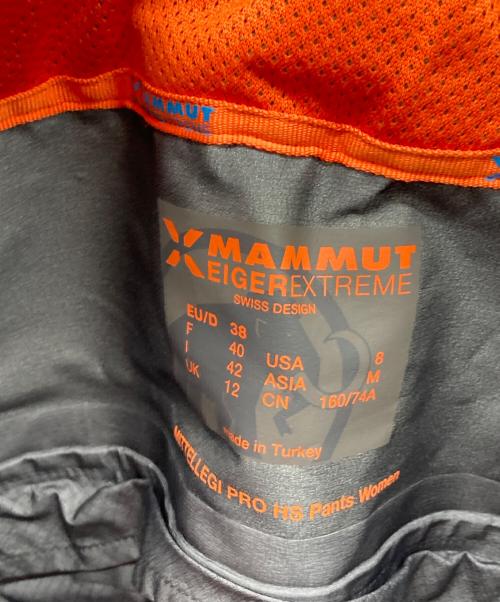 MAMMUT
MAMMUT
EIGEREXTREME
SWISS DESIGN
EU/D 38
F 40
I 42
UK 12
USA 8
ASIA M
CN 160/74A
made in Turkey
MITTELLEGI PRO HS Pants Women